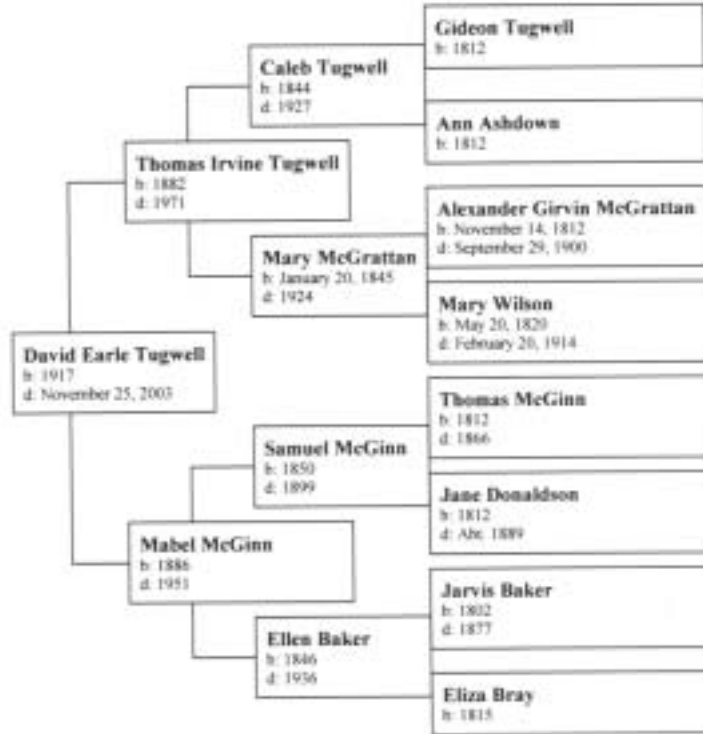 Gideon Tugwell
b: 1812
Caleb Tugwell
b: 1844
d: 1927
Ann Ashdown
b: 1812
Thomas Irvine Tugwell
b: 1882
d: 1971
Alexander Girvin McGrattan
b: November 14, 1812
d: September 29, 1900
Mary McGrattan
b: January 20, 1845
d: 1924
Mary Wilson
b: May 20, 1820
d: February 20, 1914
David Earle Tugwell
b: 1917
d: November 25, 2003
Thomas McGinn
b: 1812
d: 1866
Samuel McGinn
b: 1850
d: 1899
Jane Donaldson
b: 1812
d: Abt. 1889
Mabel McGinn
b: 1886
d: 1951
Jarvis Baker
b: 1802
d: 1877
Ellen Baker
b: 1846
d: 1936
Eliza Bray
b: 1815